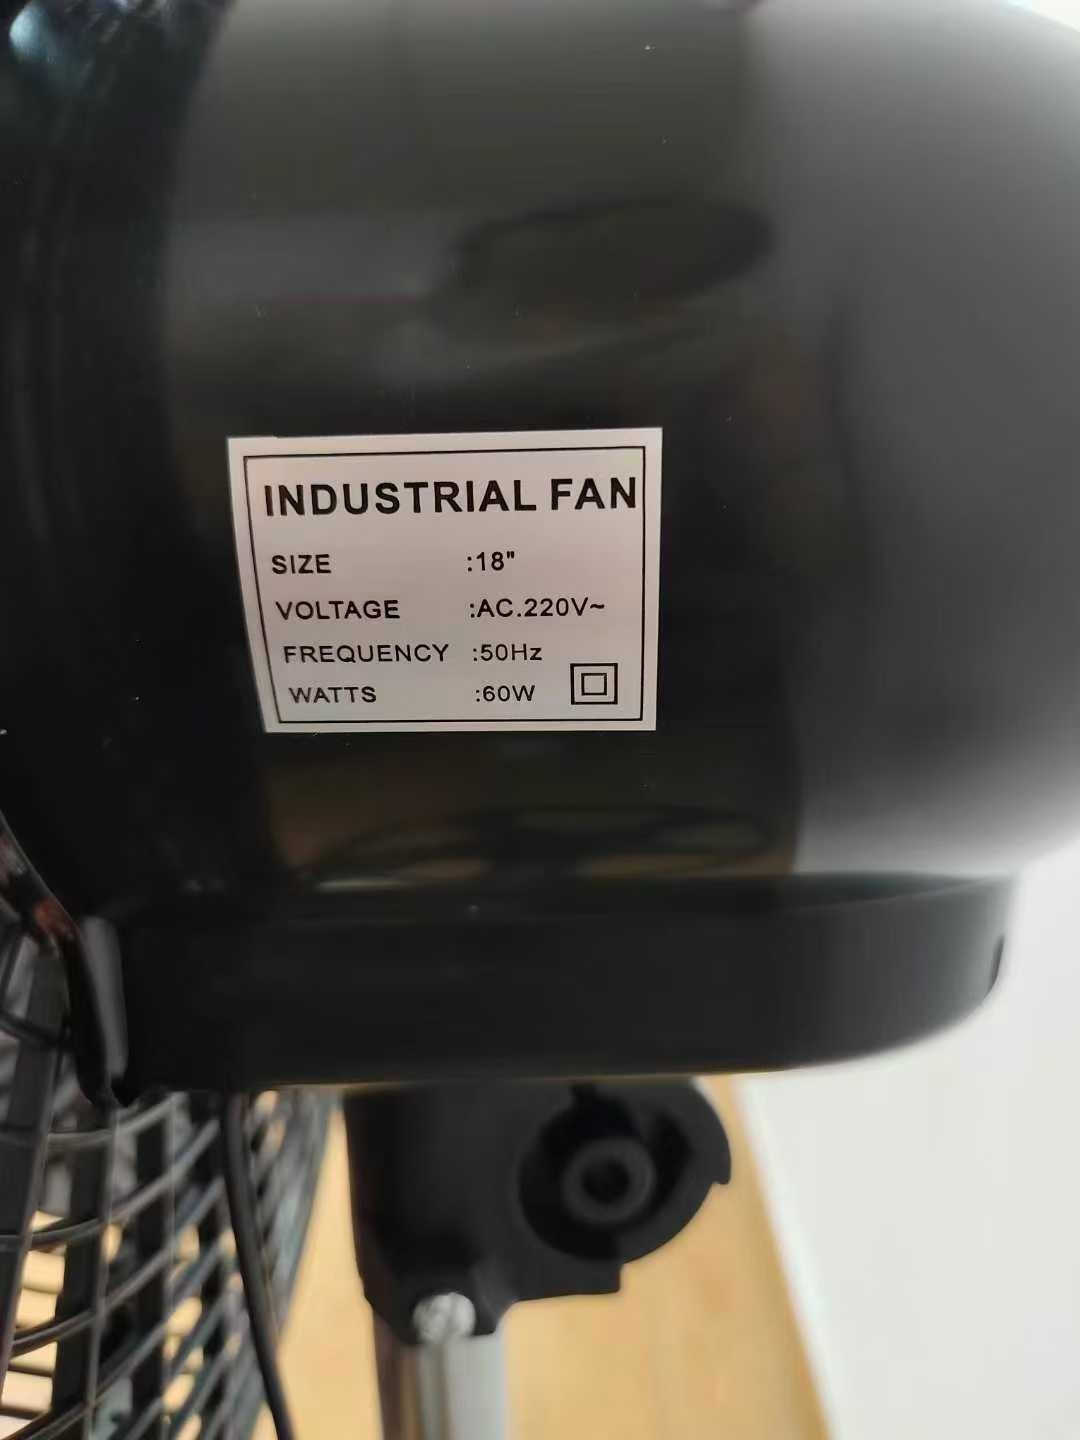 INDUSTRIAL FAN
SIZE :18"
VOLTAGE :AC.220V~
FREQUENCY :50Hz
WATTS :60W